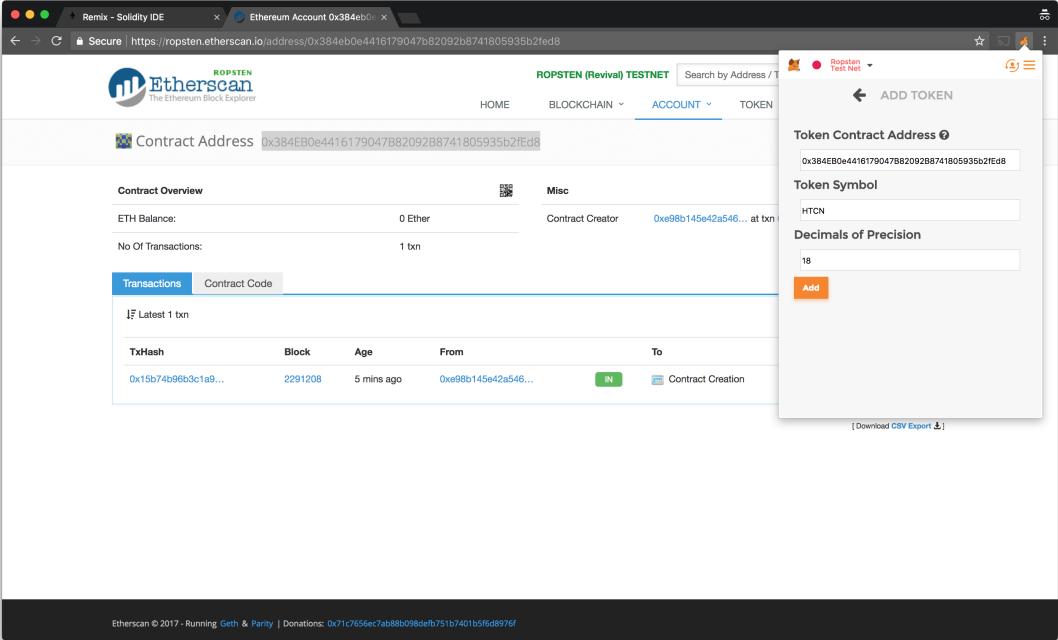 Remix - Solidity IDE
Ethereum Account 0x384eb0e
Secure https://ropsten.etherscan.io/address/0x384eb0e4416179047b82092b8741805935b2fed8
ROPSTEN
Etherscan
The Ethereum Block Explorer
ROPSTEN (Revival) TESTNET
Search by Address / T
HOME BLOCKCHAIN ACCOUNT TOKEN
Contract Address 0x384EB0e4416179047B82092B8741805935b2fEd8
Contract Overview
ETH Balance: 0 Ether
No Of Transactions: 1 txn
Misc
Contract Creator 0xe98b145e42a546... at txn
Transactions Contract Code
Latest 1 txn
TxHash Block Age From To
0x15b74b96b3c1a9... 2291208 5 mins ago 0xe98b145e42a546... IN Contract Creation
[ Download CSV Export ]
Ropsten
Test Net
ADD TOKEN
Token Contract Address
0x384EB0e4416179047B82092B8741805935b2fEd8
Token Symbol
HTCN
Decimals of Precision
18
Add
Etherscan © 2017 - Running Geth & Parity | Donations: 0x71c7656ec7ab88b098defb751b7401b5f6d8976f